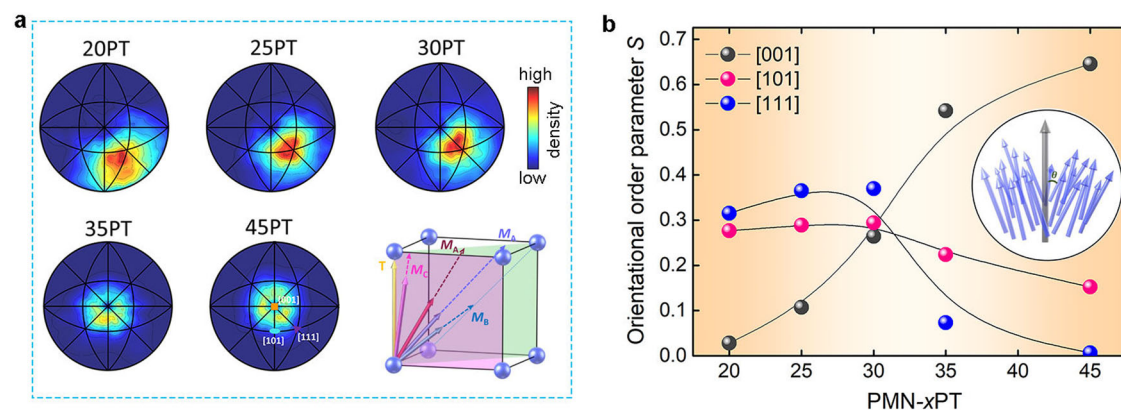 a
20PT 25PT 30PT
high
density
low
35PT 45PT
[001]
[101]
[111]
T
M_C
M_A
M_B
b
Orientational order parameter S
0.7
0.6
0.5
0.4
0.3
0.2
0.1
0.0
[001]
[101]
[111]
θ
20 25 30 35 40 45
PMN-xPT